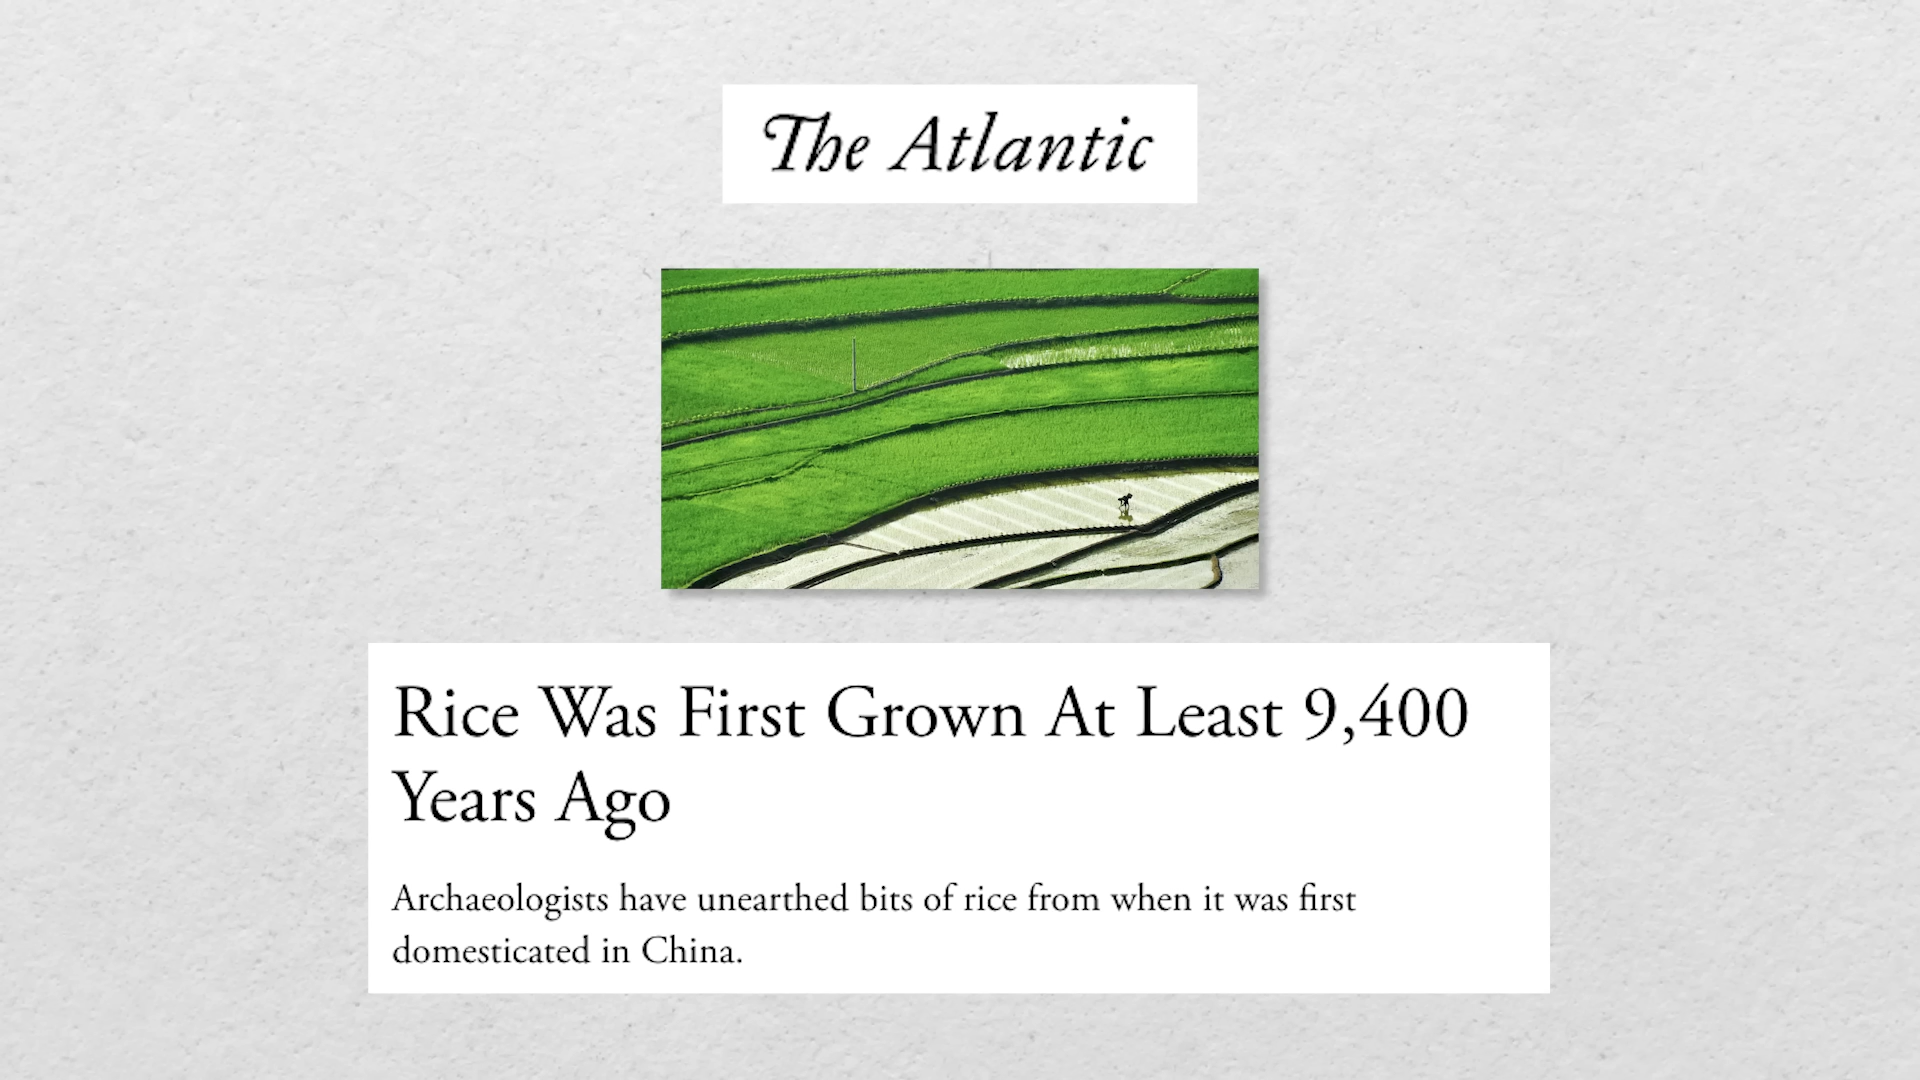 The Atlantic
Rice Was First Grown At Least 9,400
Years Ago
Archaeologists have unearthed bits of rice from when it was first
domesticated in China.